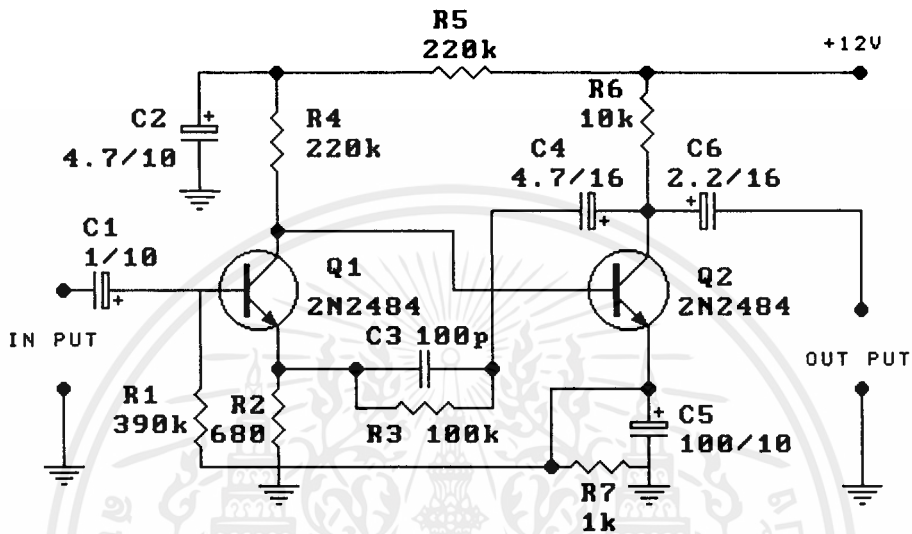 R5
220k
+12V
C2
4.7/10
R4
220k
R6
10k
C4
4.7/16
C6
2.2/16
C1
1/10
Q1
2N2484
Q2
2N2484
IN PUT
C3 100p
OUT PUT
R1
390k
R2
680
R3 100k
C5
100/10
R7
1k